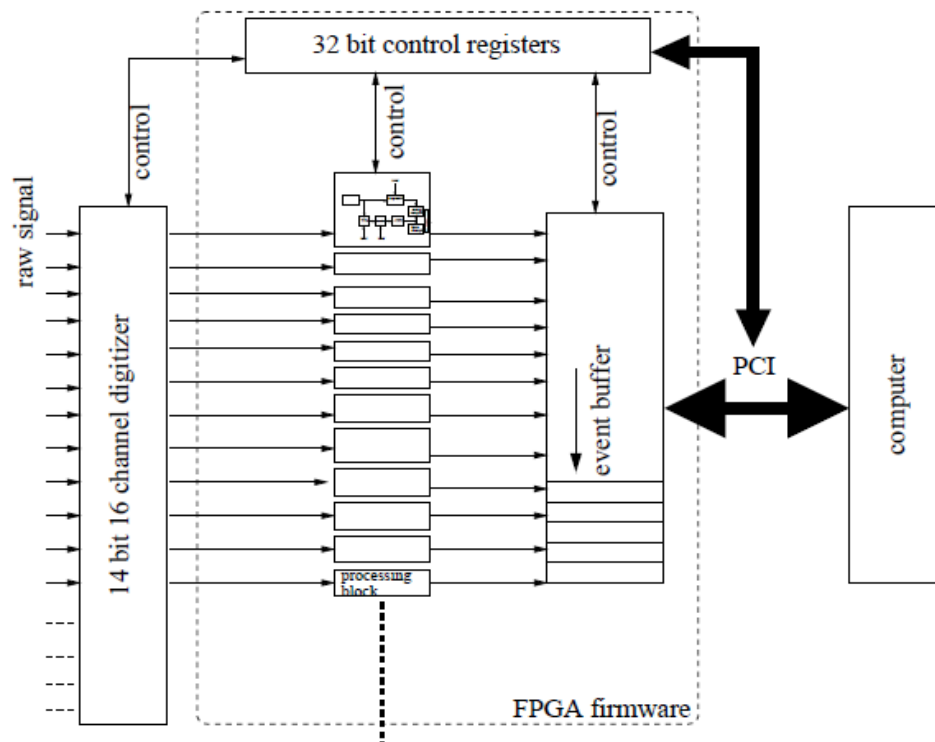 32 bit control registers
control
control
control
raw signal
14 bit 16 channel digitizer
event buffer
PCI
computer
processing
block
FPGA firmware